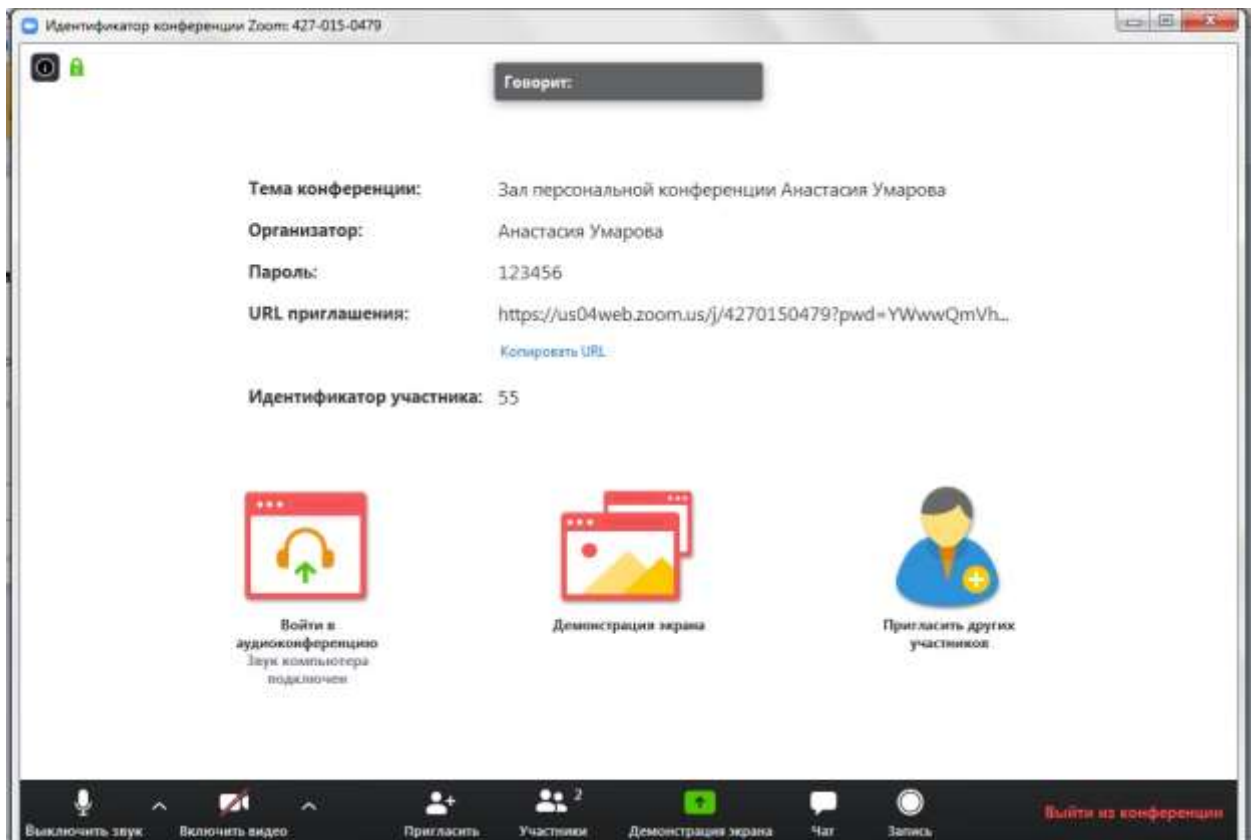 Идентификатор конференции Zoom: 427-015-0479
Говорит:
Тема конференции: Зал персональной конференции Анастасия Умарова
Организатор: Анастасия Умарова
Пароль: 123456
URL приглашения: https://us04web.zoom.us/j/4270150479?pwd=YWwwQmVh...
Копировать URL
Идентификатор участника: 55
Войти в
аудиоконференцию
Звук компьютера
подключен
Демонстрация экрана
Пригласить других
участников
Выключить звук
Включить видео
Пригласить
Участники 2
Демонстрация экрана
Чат
Запись
Выйти из конференции